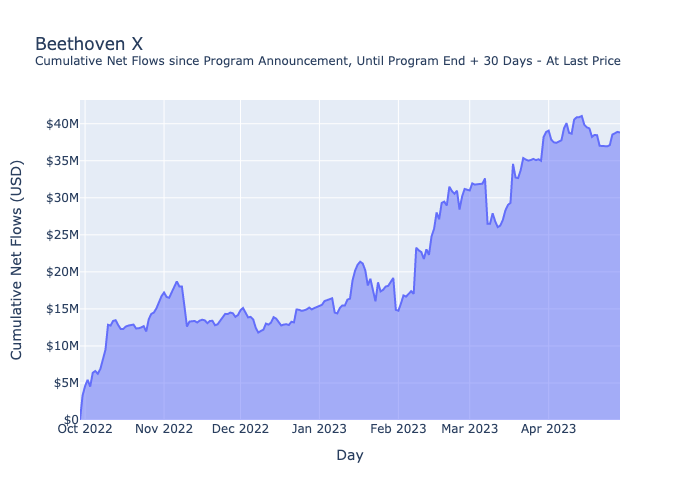 Beethoven X
Cumulative Net Flows since Program Announcement, Until Program End + 30 Days - At Last Price
Cumulative Net Flows (USD)
$40M
$35M
$30M
$25M
$20M
$15M
$10M
$5M
$0
Oct 2022 Nov 2022 Dec 2022 Jan 2023 Feb 2023 Mar 2023 Apr 2023
Day